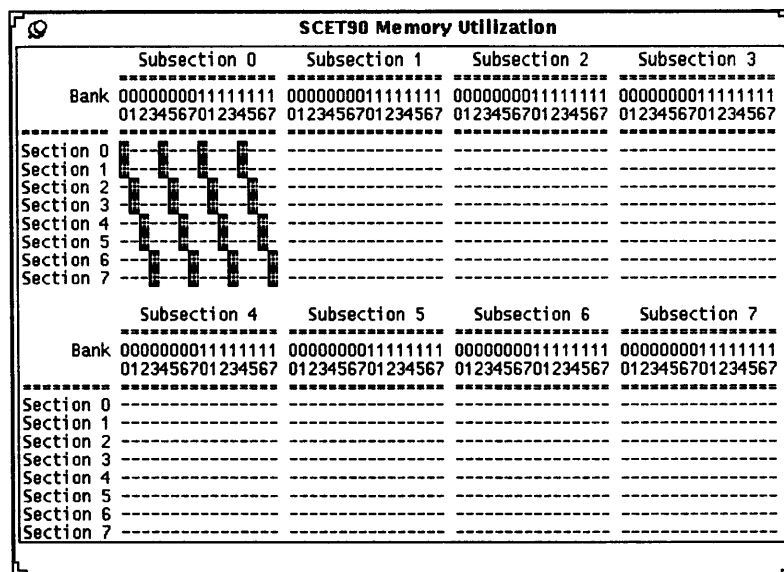 SCET90 Memory Utilization
Subsection 0 Subsection 1 Subsection 2 Subsection 3
================ ================ ================ ================
Bank 0000000011111111 0000000011111111 0000000011111111 0000000011111111
0123456701234567 0123456701234567 0123456701234567 0123456701234567
========= ================ ================ ================ ================
Section 0 ---------------- ---------------- ---------------- ----------------
Section 1 ---------------- ---------------- ---------------- ----------------
Section 2 ---------------- ---------------- ---------------- ----------------
Section 3 ---------------- ---------------- ---------------- ----------------
Section 4 ---------------- ---------------- ---------------- ----------------
Section 5 ---------------- ---------------- ---------------- ----------------
Section 6 ---------------- ---------------- ---------------- ----------------
Section 7 ---------------- ---------------- ---------------- ----------------
Subsection 4 Subsection 5 Subsection 6 Subsection 7
================ ================ ================ ================
Bank 0000000011111111 0000000011111111 0000000011111111 0000000011111111
0123456701234567 0123456701234567 0123456701234567 0123456701234567
========= ================ ================ ================ ================
Section 0 ---------------- ---------------- ---------------- ----------------
Section 1 ---------------- ---------------- ---------------- ----------------
Section 2 ---------------- ---------------- ---------------- ----------------
Section 3 ---------------- ---------------- ---------------- ----------------
Section 4 ---------------- ---------------- ---------------- ----------------
Section 5 ---------------- ---------------- ---------------- ----------------
Section 6 ---------------- ---------------- ---------------- ----------------
Section 7 ---------------- ---------------- ---------------- ----------------